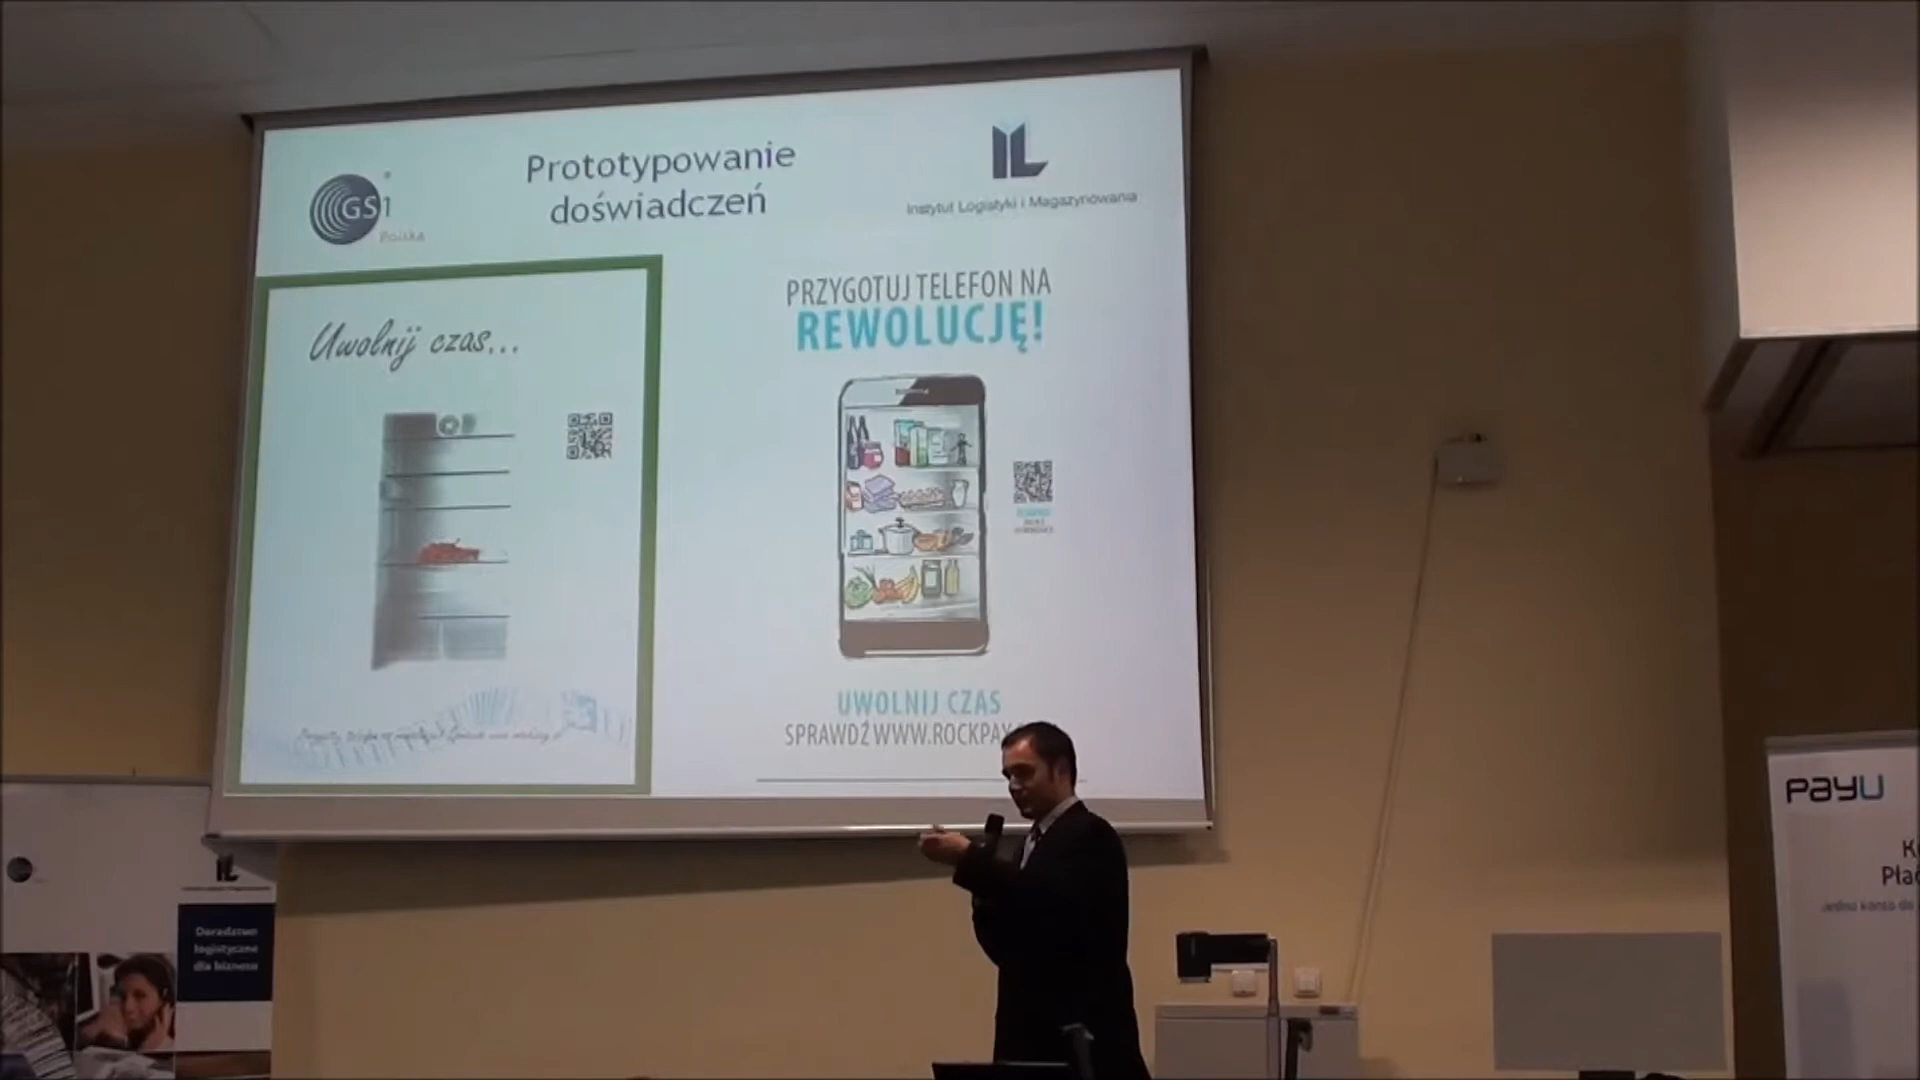 Prototypowanie
doświadczeń
GS1
Polska
IL
Instytut Logistyki i Magazynowania
Uwolnij czas...
PRZYGOTUJ TELEFON NA
REWOLUCJĘ!
UWOLNIJ CZAS
SPRAWDŹ WWW.ROCKPAY
PayU
Doradztwo
logistyczne
dla biznesu